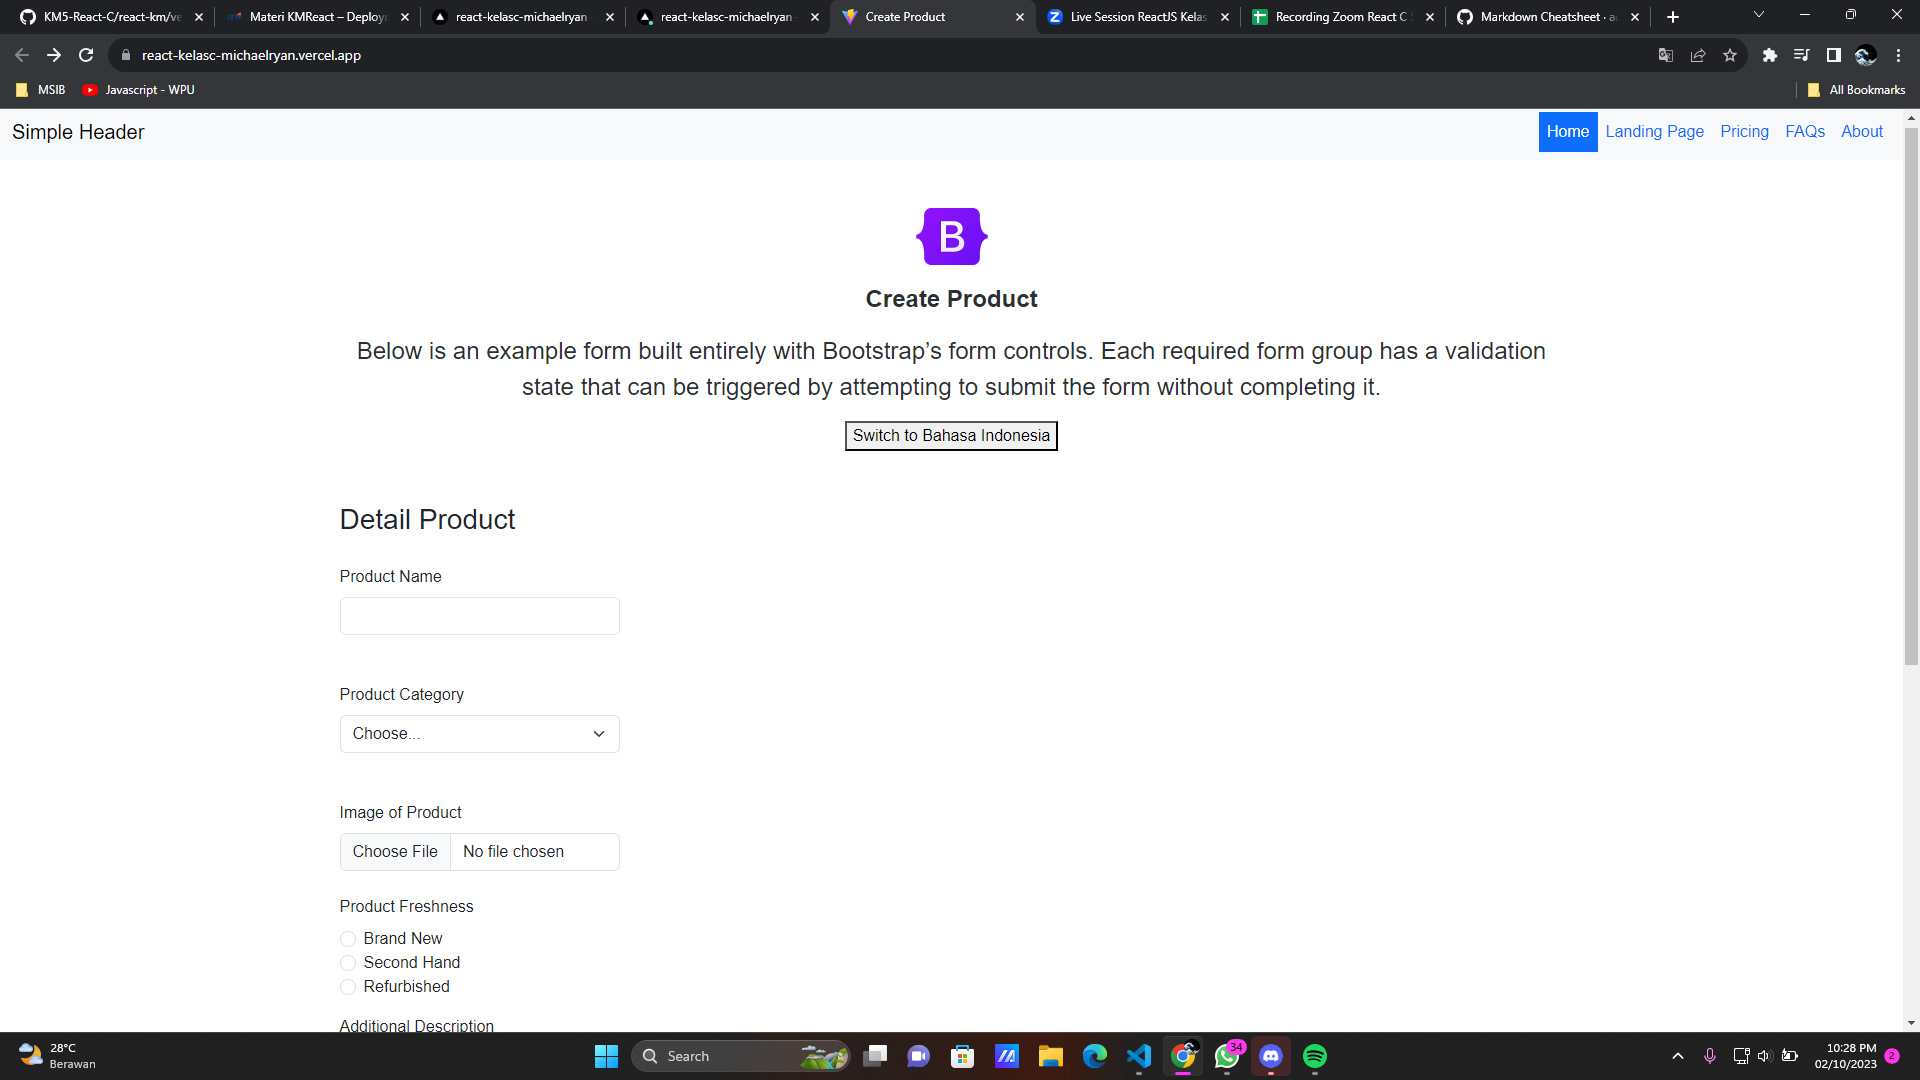 KM5-React-C/react-km/ve
Materi KMReact – Deployn
react-kelasc-michaelryan
react-kelasc-michaelryan -
Create Product
Live Session ReactJS Kelas
Recording Zoom React C
Markdown Cheatsheet · a
react-kelasc-michaelryan.vercel.app
MSIB
Javascript - WPU
All Bookmarks
Simple Header
Home
Landing Page
Pricing
FAQs
About
B
Create Product
Below is an example form built entirely with Bootstrap’s form controls. Each required form group has a validation
state that can be triggered by attempting to submit the form without completing it.
Switch to Bahasa Indonesia
Detail Product
Product Name
Product Category
Choose...
Image of Product
Choose File
No file chosen
Product Freshness
Brand New
Second Hand
Refurbished
Additional Description
28°C
Berawan
Search
34
10:28 PM
02/10/2023
2